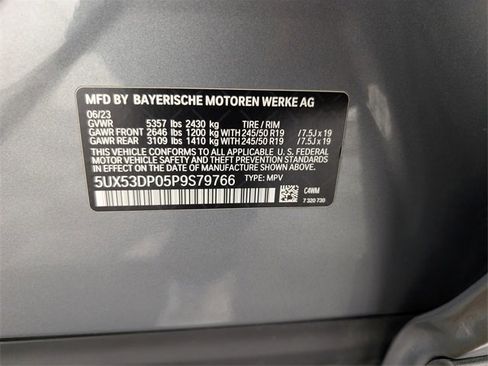 MFD BY BAYERISCHE MOTOREN WERKE AG
06/23
GVWR 5357 lbs 2430 kg TIRE / RIM
GAWR FRONT 2646 lbs 1200 kg WITH 245/50 R19 /7.5J x 19
GAWR REAR 3109 lbs 1410 kg WITH 245/50 R19 /7.5J x 19
THIS VEHICLE CONFORMS TO ALL APPLICABLE U.S. FEDERAL
MOTOR VEHICLE SAFETY, BUMPER, AND THEFT PREVENTION
STANDARDS IN EFFECT ON THE DATE OF MANUFACTURE SHOWN ABOVE.
5UX53DP05P9S79766 TYPE: MPV
C4WM
7 320 730